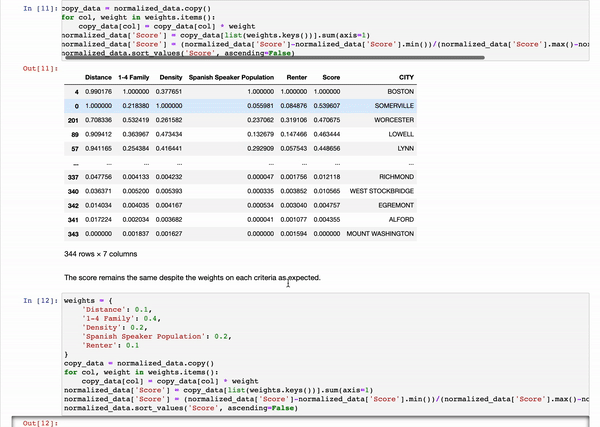 In [11]: copy_data = normalized_data.copy()
for col, weight in weights.items():
copy_data[col] = copy_data[col] * weight
normalized_data['Score'] = copy_data[list(weights.keys())].sum(axis=1)
normalized_data['Score'] = (normalized_data['Score']-normalized_data['Score'].min())/(normalized_data['Score'].max()-no
normalized_data.sort_values('Score', ascending=False)
Out[11]:
Distance 1-4 Family Density Spanish Speaker Population Renter Score CITY
4 0.990176 1.000000 0.377651 1.000000 1.000000 1.000000 BOSTON
0 1.000000 0.218380 1.000000 0.055981 0.084876 0.539607 SOMERVILLE
201 0.708336 0.532419 0.261582 0.237062 0.319106 0.470675 WORCESTER
89 0.909412 0.363967 0.473434 0.132679 0.147466 0.463444 LOWELL
57 0.941165 0.254384 0.416441 0.292909 0.057543 0.448656 LYNN
... ... ... ... ... ... ... ...
337 0.047756 0.004133 0.004232 0.000047 0.001756 0.012118 RICHMOND
340 0.036371 0.005200 0.005393 0.000335 0.003852 0.010565 WEST STOCKBRIDGE
342 0.014034 0.004035 0.004167 0.000534 0.003040 0.004757 EGREMONT
341 0.017224 0.002034 0.003682 0.000041 0.001077 0.004355 ALFORD
343 0.000000 0.001837 0.001627 0.000000 0.001594 0.000000 MOUNT WASHINGTON
344 rows × 7 columns
The score remains the same despite the weights on each criteria as expected.
In [12]: weights = {
'Distance': 0.1,
'1-4 Family': 0.4,
'Density': 0.2,
'Spanish Speaker Population': 0.2,
'Renter': 0.1
}
copy_data = normalized_data.copy()
for col, weight in weights.items():
copy_data[col] = copy_data[col] * weight
normalized_data['Score'] = copy_data[list(weights.keys())].sum(axis=1)
normalized_data['Score'] = (normalized_data['Score']-normalized_data['Score'].min())/(normalized_data['Score'].max()-no
normalized_data.sort_values('Score', ascending=False)
Out[12]: